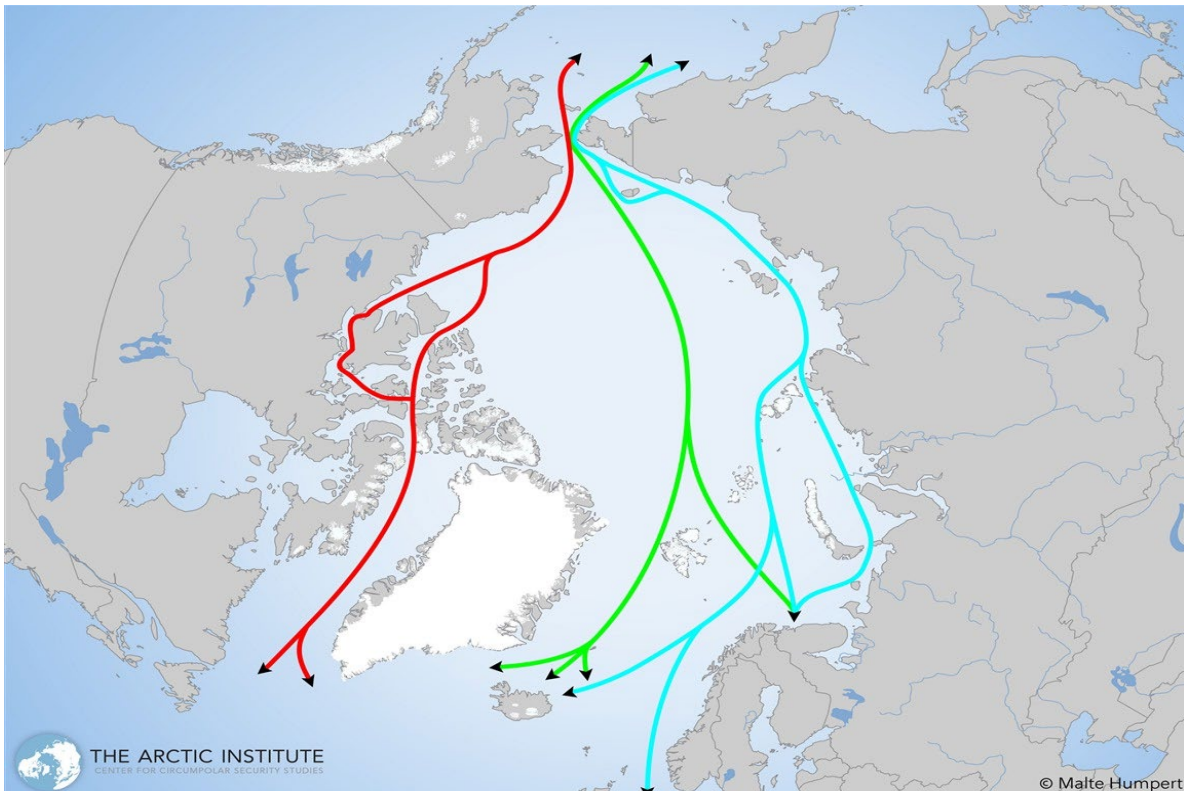 THE ARCTIC INSTITUTE
CENTER FOR CIRCUMPOLAR SECURITY STUDIES
© Malte Humpert